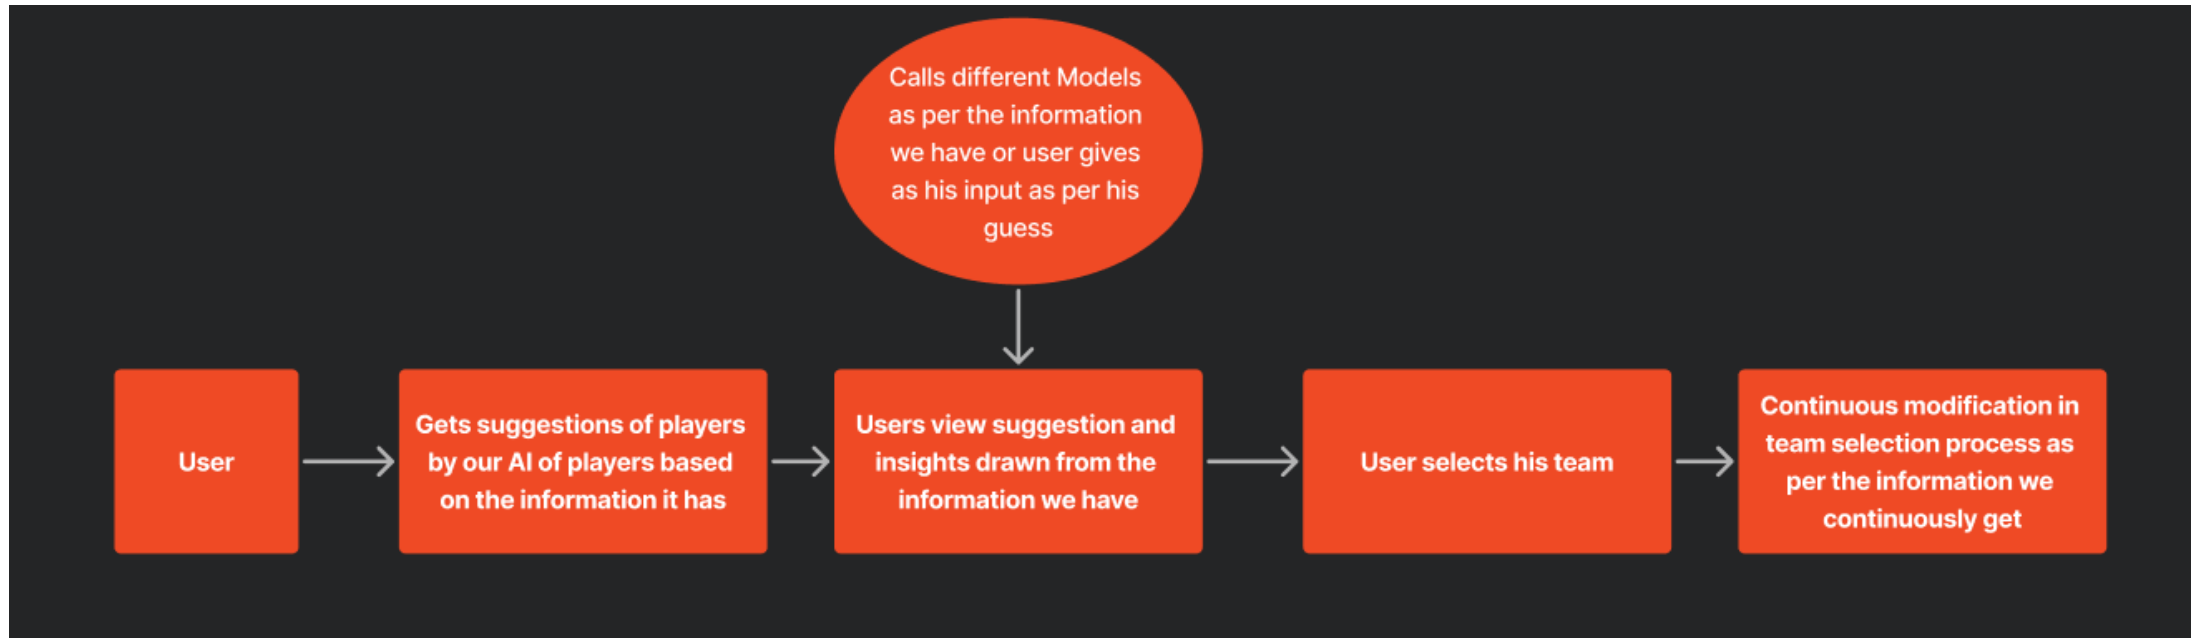 Calls different Models
as per the information
we have or user gives
as his input as per his
guess
User
Gets suggestions of players
by our AI of players based
on the information it has
Users view suggestion and
insights drawn from the
information we have
User selects his team
Continuous modification in
team selection process as
per the information we
continuously get